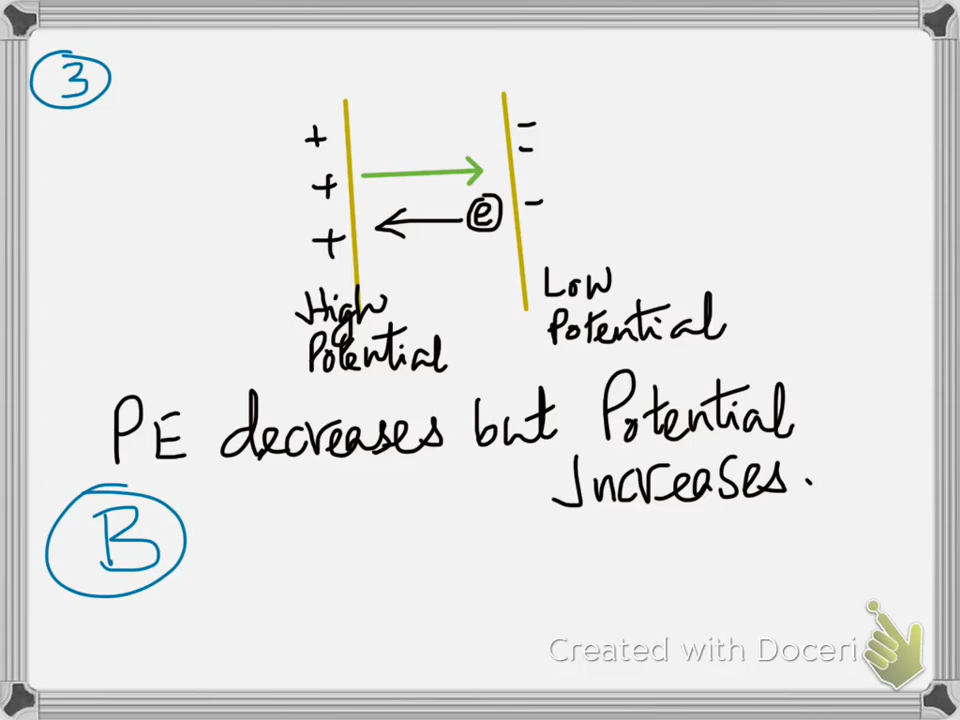 3
+ =
+
e -
+
High Low
Potential Potential
PE decreases but Potential
Increases.
B
Created with Doceri